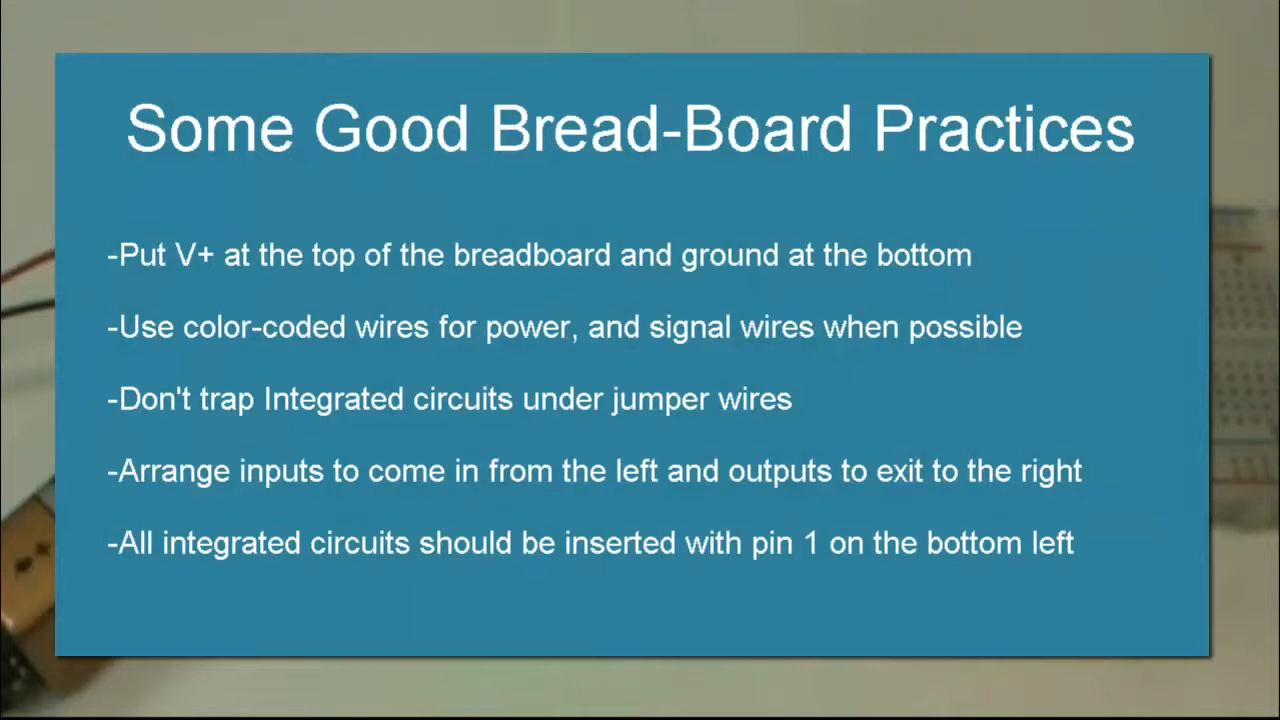 Some Good Bread-Board Practices
-Put V+ at the top of the breadboard and ground at the bottom
-Use color-coded wires for power, and signal wires when possible
-Don't trap Integrated circuits under jumper wires
-Arrange inputs to come in from the left and outputs to exit to the right
-All integrated circuits should be inserted with pin 1 on the bottom left